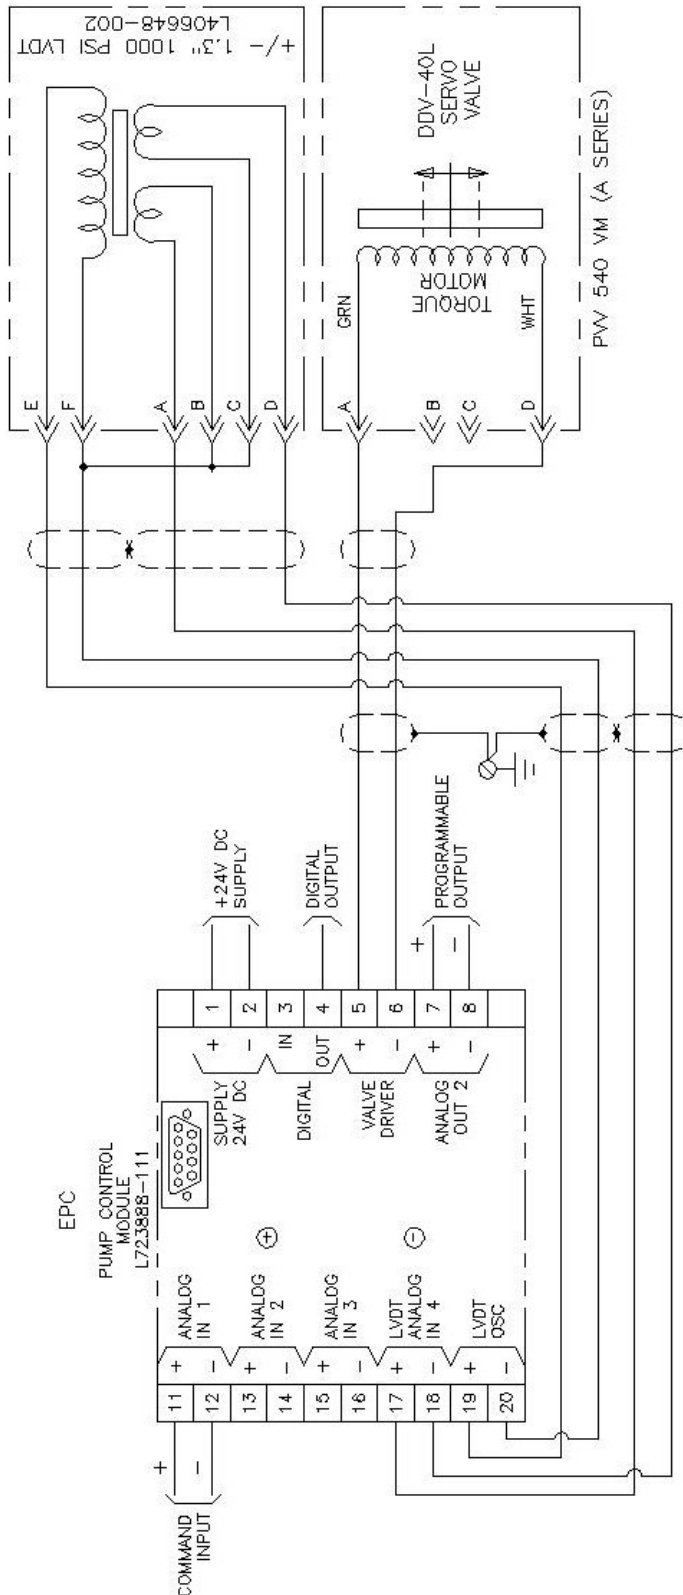 +/- 1.3" 1000 PSI LVDT
L406648-002
E
F
A
B
C
D
DDV-40L
SERVO
VALVE
TORQUE
MOTOR
GRN
WHT
A
B
C
D
PVV 540 VM (A SERIES)
+24V DC
SUPPLY
DIGITAL
OUTPUT
+
-
PROGRAMMABLE
OUTPUT
1
2
3
4
5
6
7
8
+
-
IN
OUT
+
-
+
-
SUPPLY
24V DC
DIGITAL
VALVE
DRIVER
ANALOG
OUT 2
EPC
PUMP CONTROL
MODULE
L723888-111
+
-
ANALOG
IN 1
ANALOG
IN 2
ANALOG
IN 3
LVDT
ANALOG
IN 4
LVDT
OSC
+
-
+
-
+
-
+
-
+
-
11
12
13
14
15
16
17
18
19
20
+
-
COMMAND
INPUT